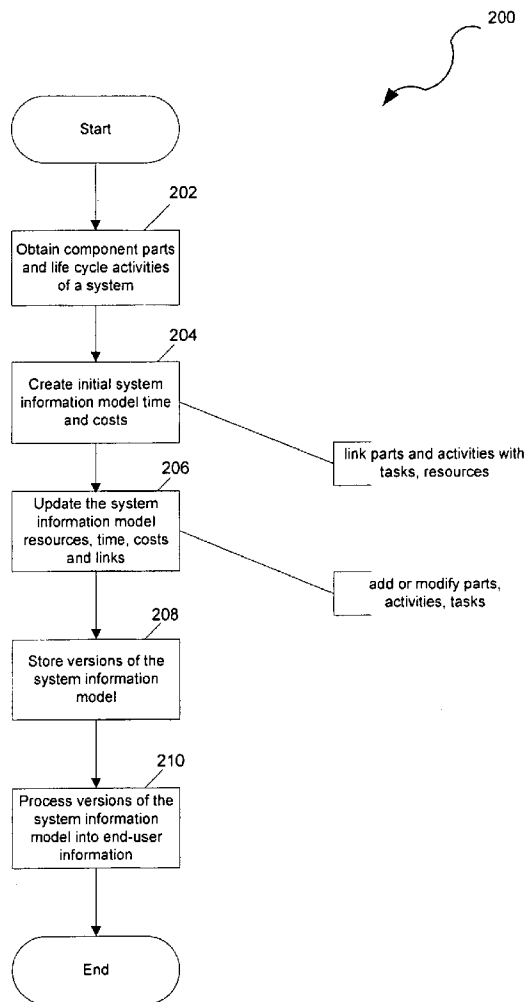 200
Start
202
Obtain component parts
and life cycle activities
of a system
204
Create initial system
information model time
and costs
link parts and activities with
tasks, resources
206
Update the system
information model
resources, time, costs
and links
add or modify parts,
activities, tasks
208
Store versions of the
system information
model
210
Process versions of the
system information
model into end-user
information
End